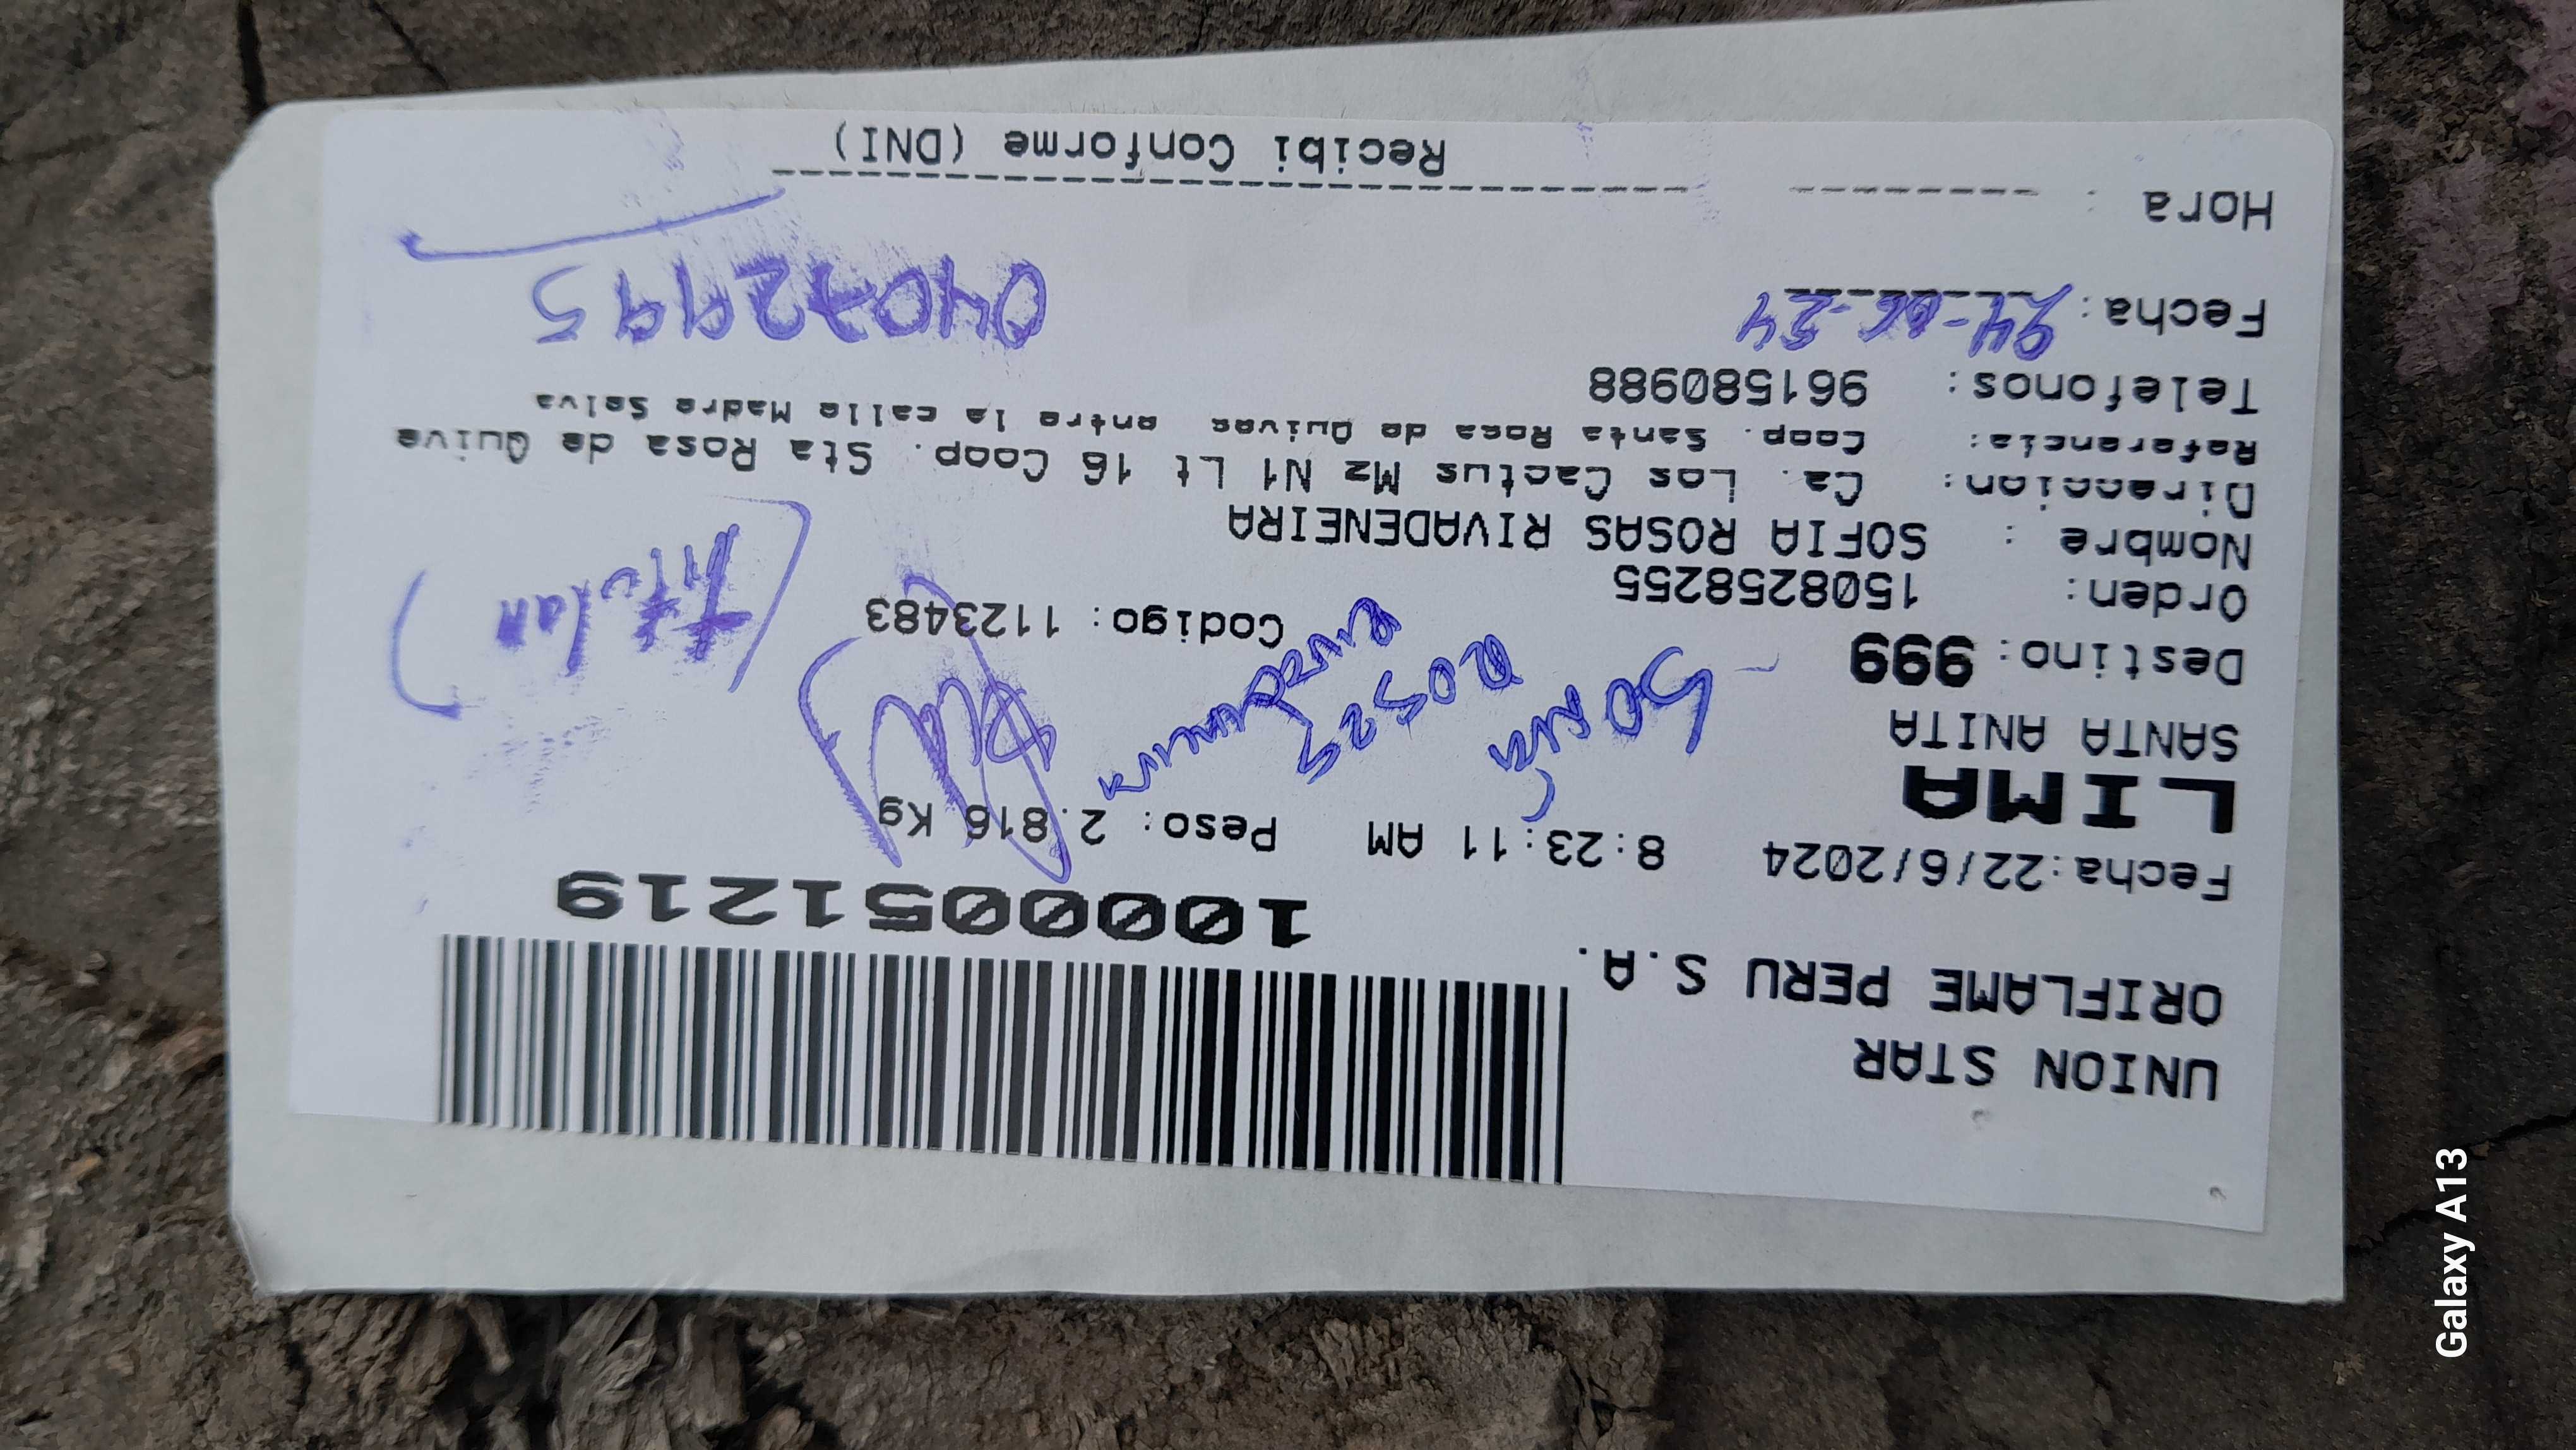 UNION STAR
ORIFLAME PERU S.A.
1000051219
Fecha:22/6/2024 8:23:11 AM Peso: 2.816 Kg
LIMA
SANTA ANITA
Destino: 999
Sofia
Rosas
Orden: 1508258255 Codigo: 1123483
(titular)
Nombre : SOFIA ROSAS RIVADENEIRA
Direccion: Ca. Los Cactus Mz N1 Lt 16 Coop. Sta Rosa de Quive
Referencia: Coop. Santa Rosa de Quives entre la calle Madre Selva
Telefonos: 961580988
Fecha: 24-06-24
04072995
Hora :
Recibi Conforme (DNI)
Galaxy A13